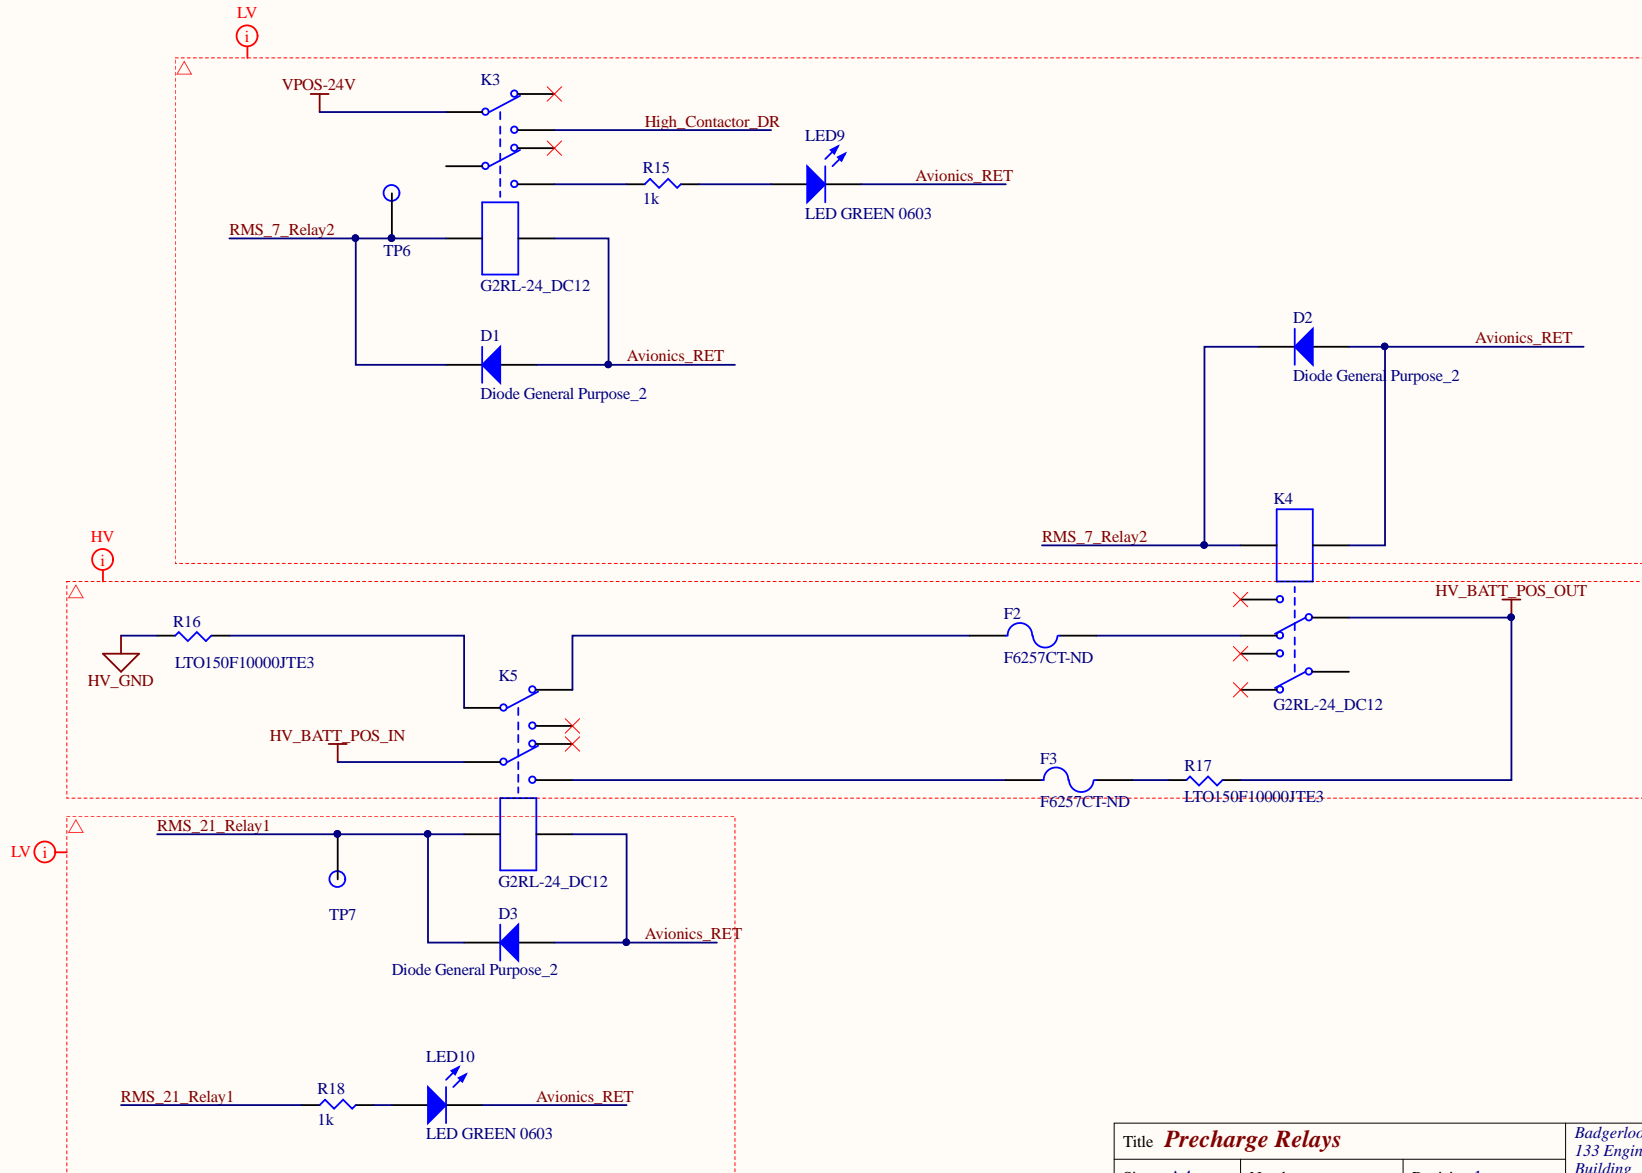 LV
i
VPOS-24V
K3
High_Contactor_DR
LED9
R15
1k
Avionics_RET
LED GREEN 0603
RMS_7_Relay2
TP6
G2RL-24_DC12
D1
Avionics_RET
Diode General Purpose_2
D2
Avionics_RET
Diode General Purpose_2
K4
RMS_7_Relay2
HV
i
HV_BATT_POS_OUT
R16
LTO150F10000JTE3
HV_GND
F2
F6257CT-ND
K5
G2RL-24_DC12
HV_BATT_POS_IN
F3
F6257CT-ND
R17
LTO150F10000JTE3
RMS_21_Relay1
LV
i
G2RL-24_DC12
TP7
D3
Avionics_RET
Diode General Purpose_2
LED10
RMS_21_Relay1
R18
1k
Avionics_RET
LED GREEN 0603
Title Precharge Relays
133
Building